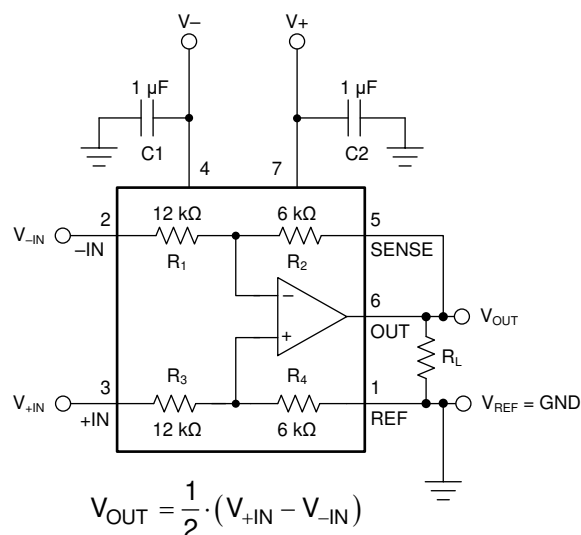 V– V+
1 µF 1 µF
C1 C2
4 7
12 kΩ 6 kΩ
2 5
V–IN –IN SENSE
R1 R2
–
6
OUT VOUT
+
RL
3 R3 R4 1
V+IN +IN REF VREF = GND
12 kΩ 6 kΩ
VOUT = 1/2 · (V+IN – V–IN)